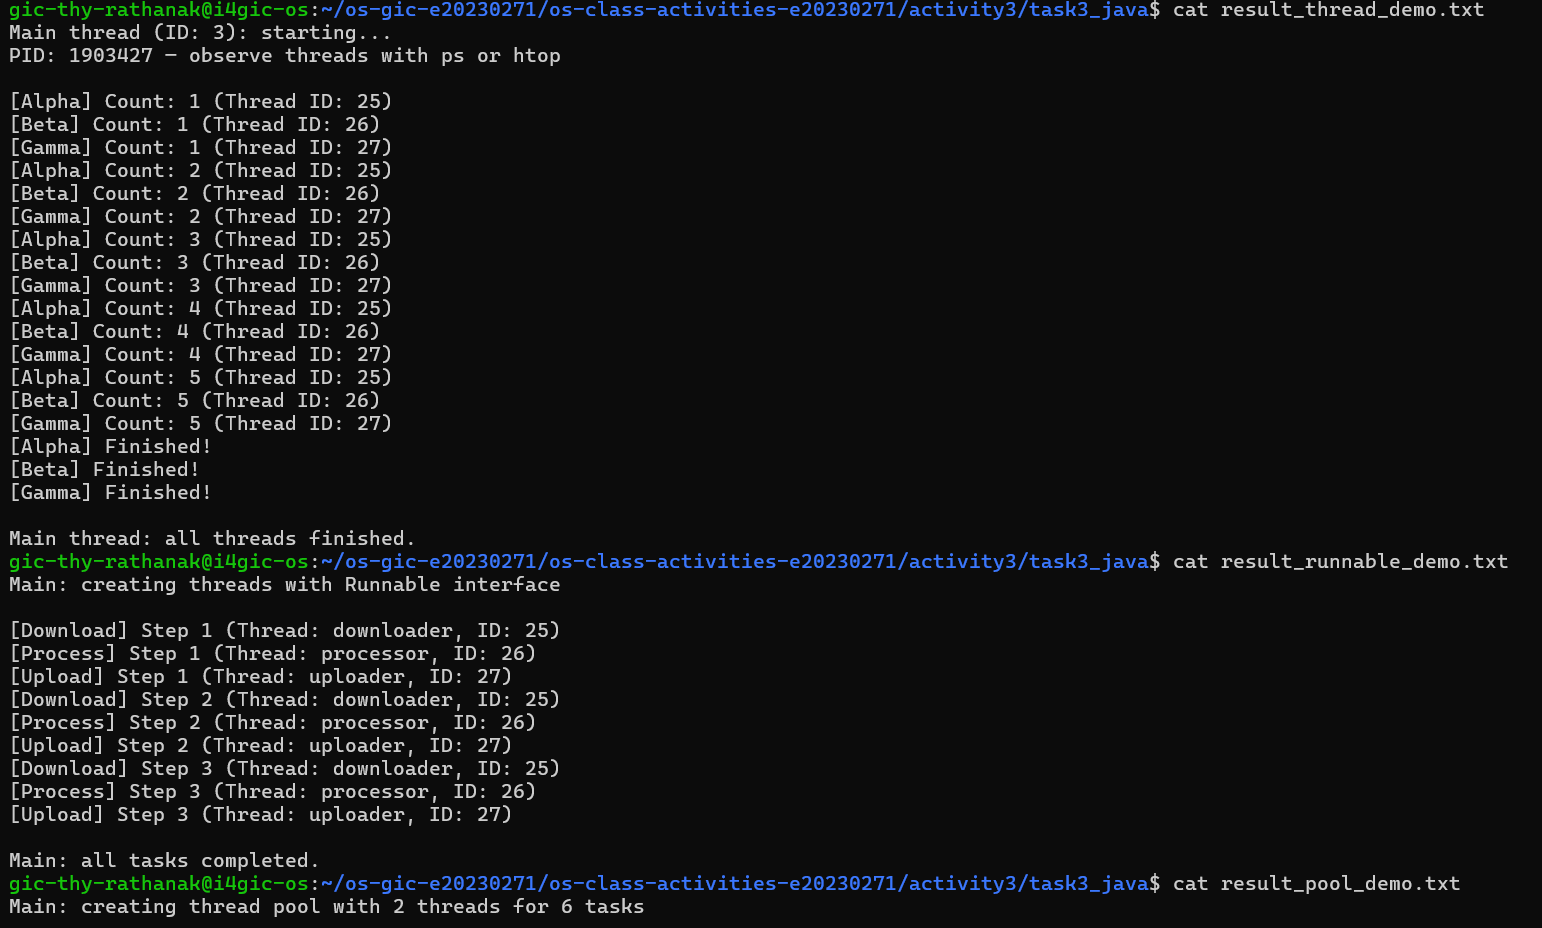 gic-thy-rathanak@i4gic-os:~/os-gic-e20230271/os-class-activities-e20230271/activity3/task3_java$ cat result_thread_demo.txt
Main thread (ID: 3): starting...
PID: 1903427 — observe threads with ps or htop

[Alpha] Count: 1 (Thread ID: 25)
[Beta] Count: 1 (Thread ID: 26)
[Gamma] Count: 1 (Thread ID: 27)
[Alpha] Count: 2 (Thread ID: 25)
[Beta] Count: 2 (Thread ID: 26)
[Gamma] Count: 2 (Thread ID: 27)
[Alpha] Count: 3 (Thread ID: 25)
[Beta] Count: 3 (Thread ID: 26)
[Gamma] Count: 3 (Thread ID: 27)
[Alpha] Count: 4 (Thread ID: 25)
[Beta] Count: 4 (Thread ID: 26)
[Gamma] Count: 4 (Thread ID: 27)
[Alpha] Count: 5 (Thread ID: 25)
[Beta] Count: 5 (Thread ID: 26)
[Gamma] Count: 5 (Thread ID: 27)
[Alpha] Finished!
[Beta] Finished!
[Gamma] Finished!

Main thread: all threads finished.
gic-thy-rathanak@i4gic-os:~/os-gic-e20230271/os-class-activities-e20230271/activity3/task3_java$ cat result_runnable_demo.txt
Main: creating threads with Runnable interface

[Download] Step 1 (Thread: downloader, ID: 25)
[Process] Step 1 (Thread: processor, ID: 26)
[Upload] Step 1 (Thread: uploader, ID: 27)
[Download] Step 2 (Thread: downloader, ID: 25)
[Process] Step 2 (Thread: processor, ID: 26)
[Upload] Step 2 (Thread: uploader, ID: 27)
[Download] Step 3 (Thread: downloader, ID: 25)
[Process] Step 3 (Thread: processor, ID: 26)
[Upload] Step 3 (Thread: uploader, ID: 27)

Main: all tasks completed.
gic-thy-rathanak@i4gic-os:~/os-gic-e20230271/os-class-activities-e20230271/activity3/task3_java$ cat result_pool_demo.txt
Main: creating thread pool with 2 threads for 6 tasks